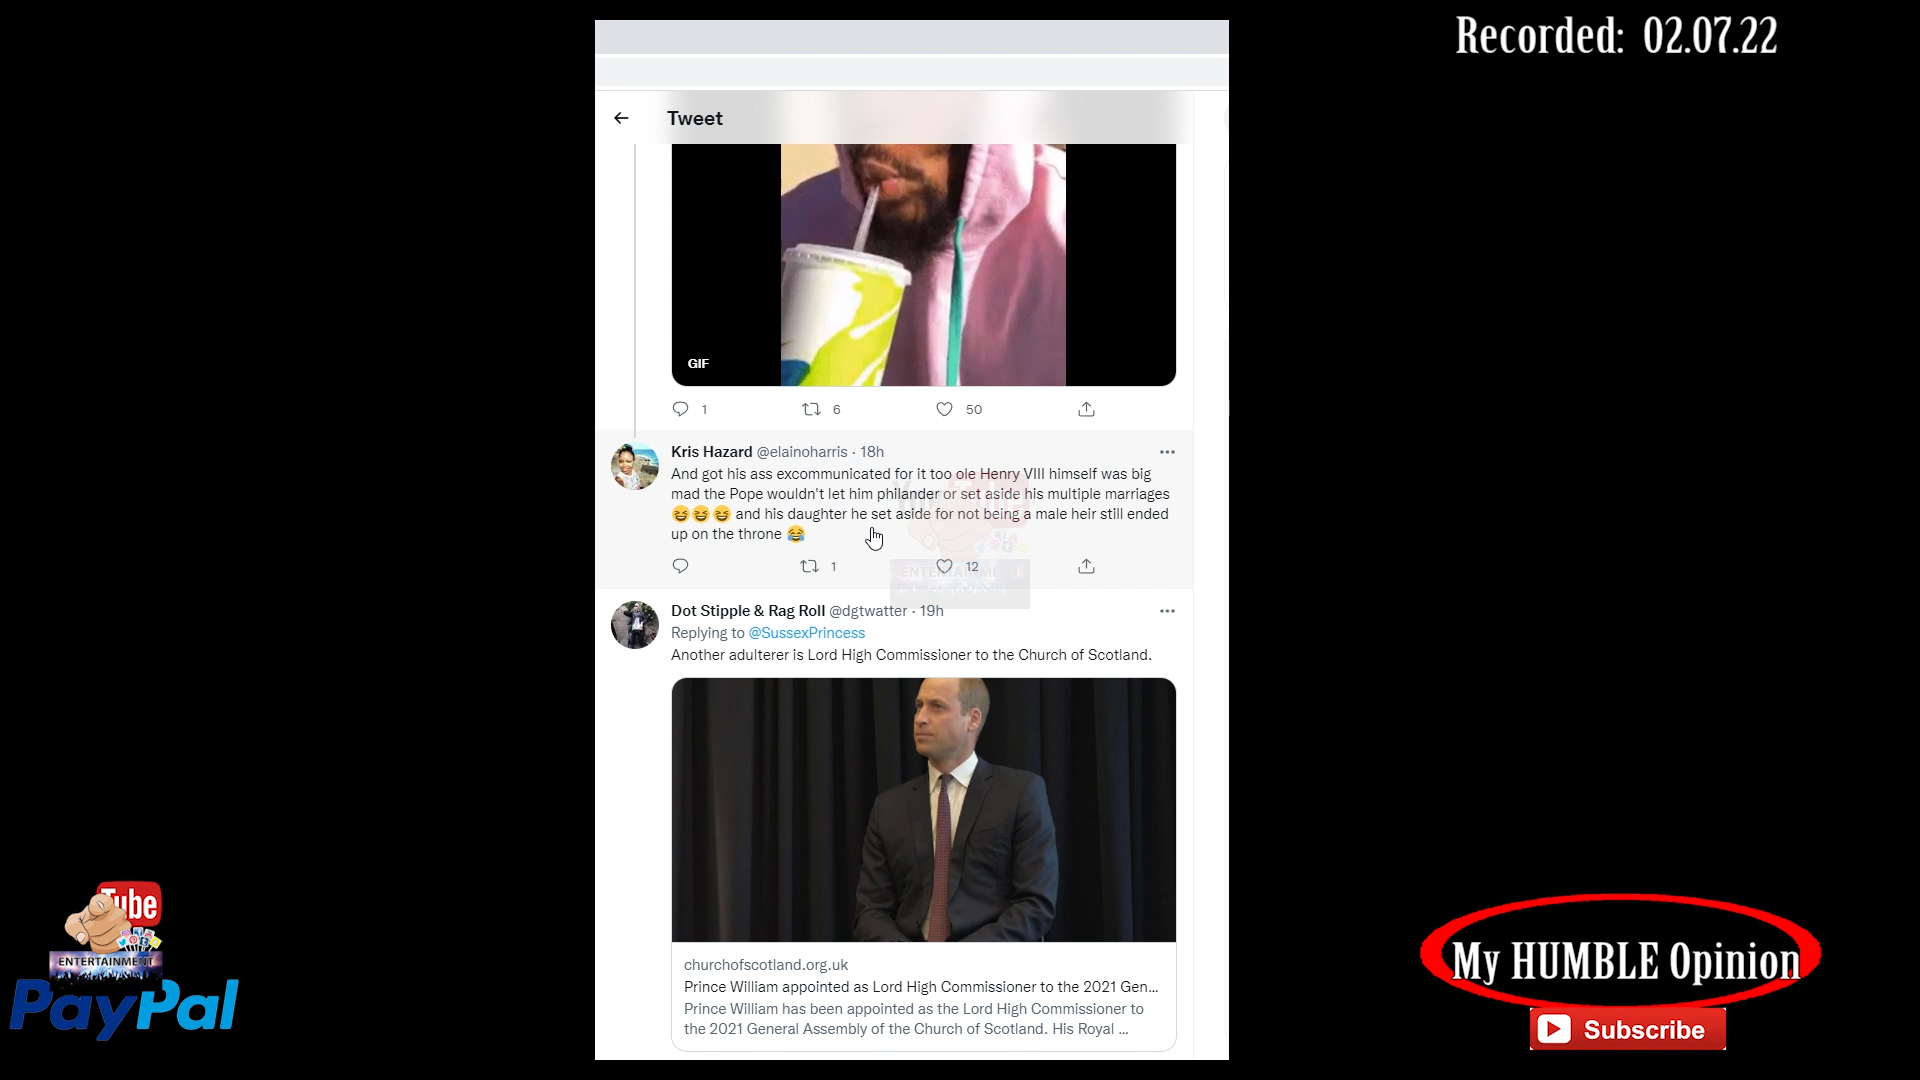 Recorded: 02.07.22
Tweet
GIF
1 6 50
Kris Hazard @elainoharris · 18h
And got his ass excommunicated for it too ole Henry VIII himself was big
mad the Pope wouldn't let him philander or set aside his multiple marriages
😆😆😆 and his daughter he set aside for not being a male heir still ended
up on the throne 😂
ENTERTAINMENT
1 12
Dot Stipple & Rag Roll @dgtwatter · 19h
Replying to @SussexPrincess
Another adulterer is Lord High Commissioner to the Church of Scotland.
churchofscotland.org.uk
Prince William appointed as Lord High Commissioner to the 2021 Gen...
Prince William has been appointed as the Lord High Commissioner to
the 2021 General Assembly of the Church of Scotland. His Royal ...
Tube
ENTERTAINMENT
PayPal
My HUMBLE Opinion
Subscribe